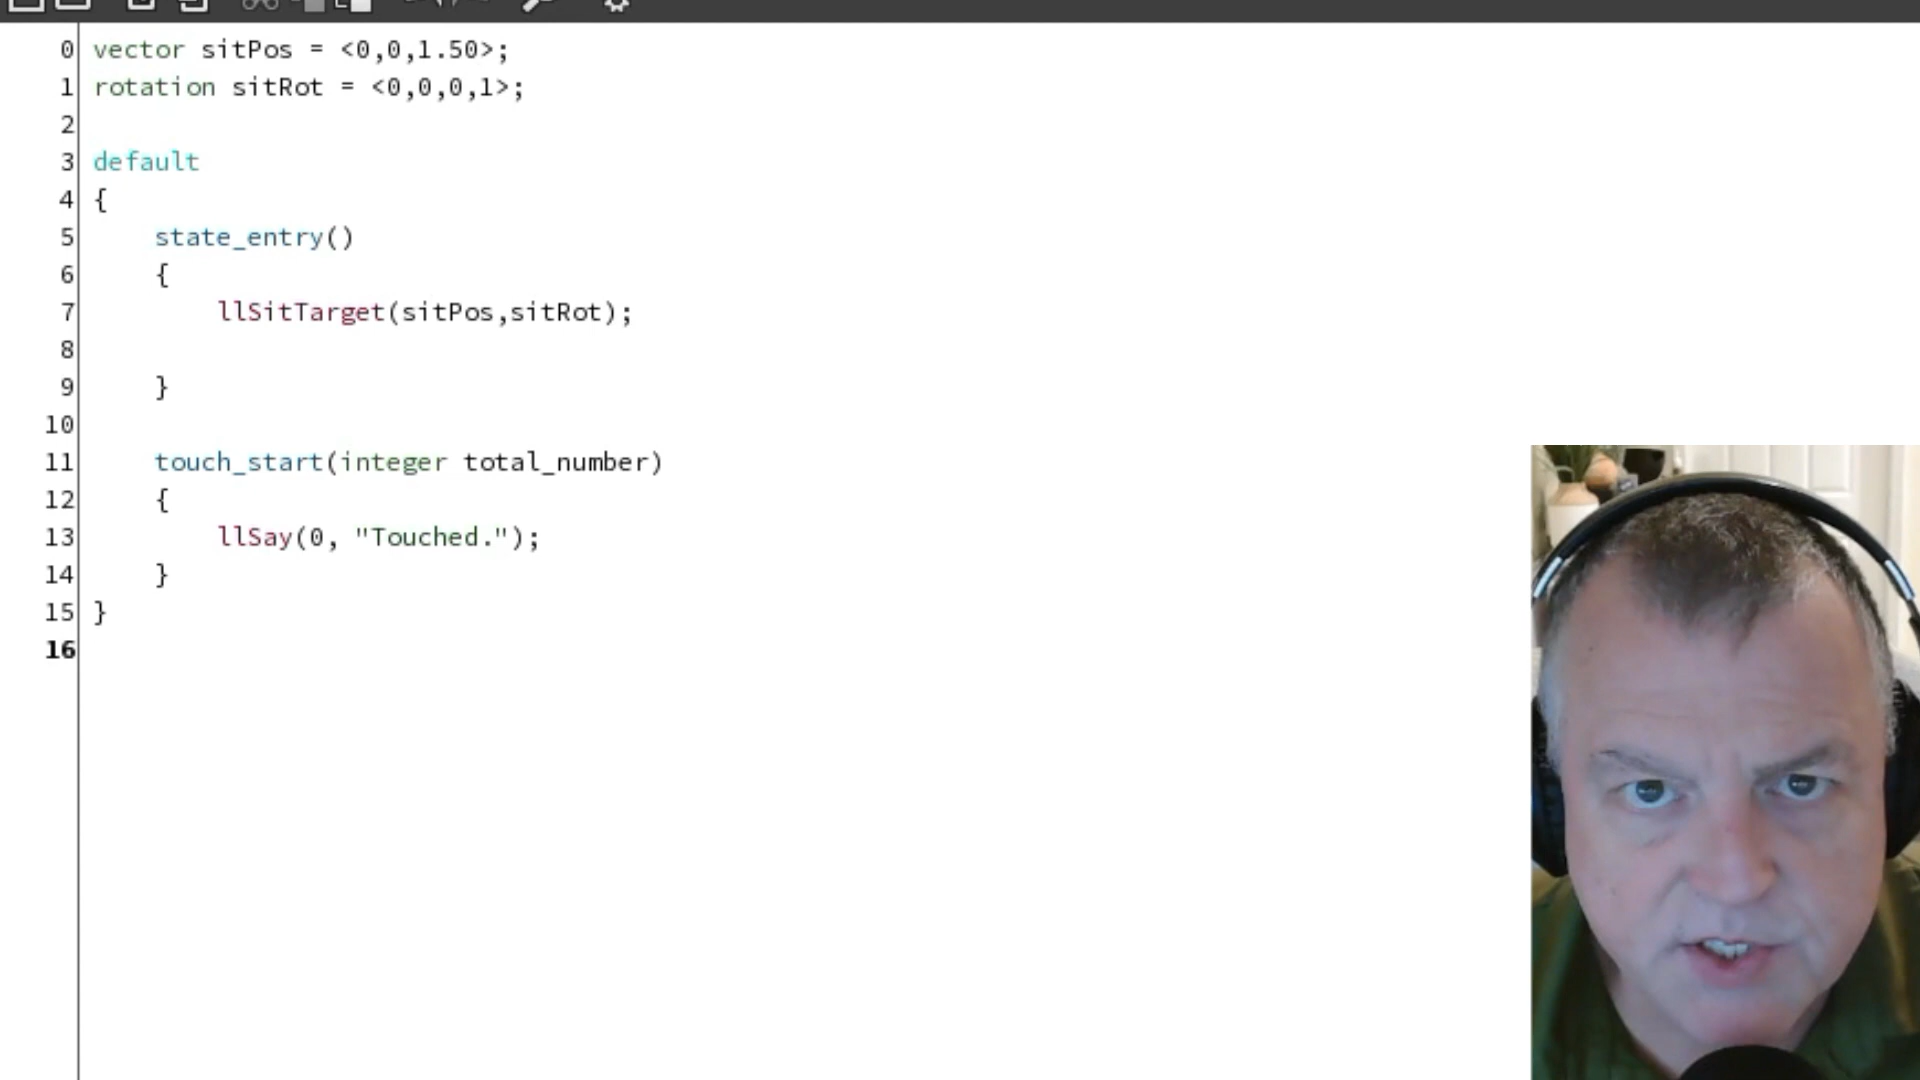 0 vector sitPos = <0,0,1.50>;
1 rotation sitRot = <0,0,0,1>;
2
3 default
4 {
5     state_entry()
6     {
7         llSitTarget(sitPos,sitRot);
8
9     }
10
11     touch_start(integer total_number)
12     {
13         llSay(0, "Touched.");
14     }
15 }
16